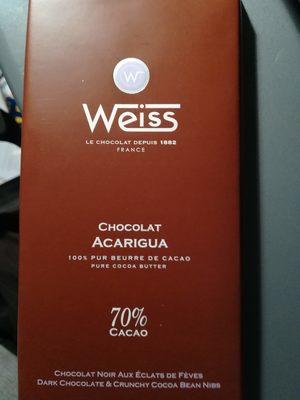 W
Weiss
LE CHOCOLAT DEPUIS 1882
FRANCE
CHOCOLAT
ACARIGUA
100% PUR BEURRE DE CACAO
PURE COCOA BUTTER
70%
CACAO
CHOCOLAT NOIR AUX ÉCLATS DE FÈVES
DARK CHOCOLATE & CRUNCHY COCOA BEAN NIBS